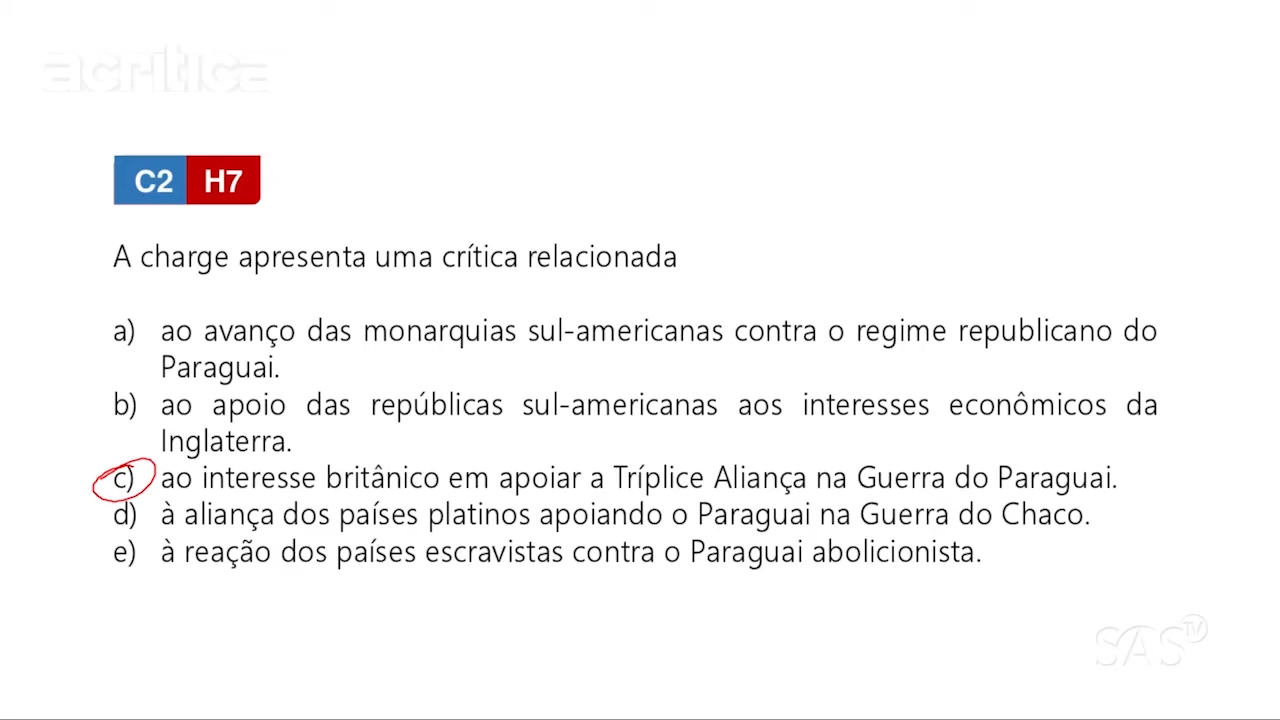 acrítica
C2 H7
A charge apresenta uma crítica relacionada
a) ao avanço das monarquias sul-americanas contra o regime republicano do
Paraguai.
b) ao apoio das repúblicas sul-americanas aos interesses econômicos da
Inglaterra.
c) ao interesse britânico em apoiar a Tríplice Aliança na Guerra do Paraguai.
d) à aliança dos países platinos apoiando o Paraguai na Guerra do Chaco.
e) à reação dos países escravistas contra o Paraguai abolicionista.
SAS TV